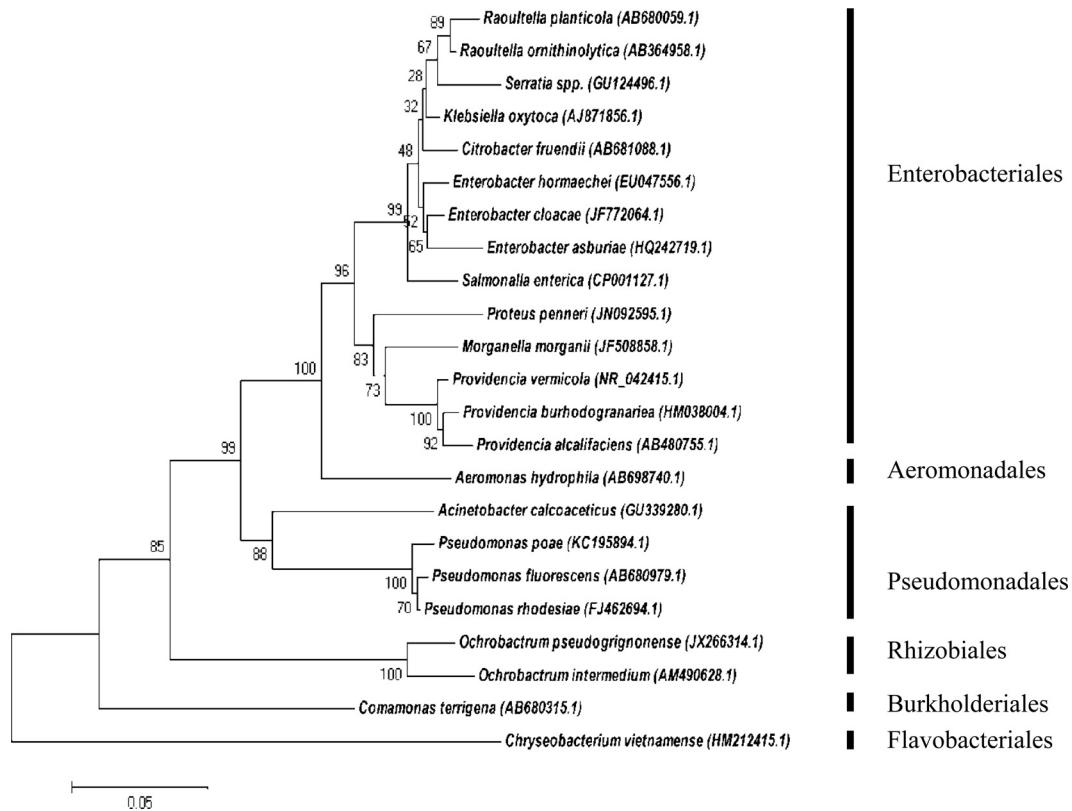 89 Raoultella planticola (AB680059.1)
67 Raoultella ornithinolytica (AB364958.1)
28 Serratia spp. (GU124496.1)
32 Klebsiella oxytoca (AJ871856.1)
48 Citrobacter fruendii (AB681088.1)
Enterobacter hormaechei (EU047556.1)
Enterobacteriales
99 52 Enterobacter cloacae (JF772064.1)
65 Enterobacter asburiae (HQ242719.1)
96 Salmonalla enterica (CP001127.1)
Proteus penneri (JN092595.1)
83 Morganella morganii (JF508858.1)
100 73 Providencia vermicola (NR_042415.1)
100 Providencia burhodogranariea (HM038004.1)
92 Providencia alcalifaciens (AB480755.1)
99 Aeromonas hydrophila (AB698740.1)
Aeromonadales
Acinetobacter calcoaceticus (GU339280.1)
85 88 Pseudomonas poae (KC195894.1)
100 Pseudomonas fluorescens (AB680979.1)
Pseudomonadales
70 Pseudomonas rhodesiae (FJ462694.1)
Ochrobactrum pseudogrignonense (JX266314.1)
Rhizobiales
100 Ochrobactrum intermedium (AM490628.1)
Comamonas terrigena (AB680315.1)
Burkholderiales
Chryseobacterium vietnamense (HM212415.1)
Flavobacteriales
0.05